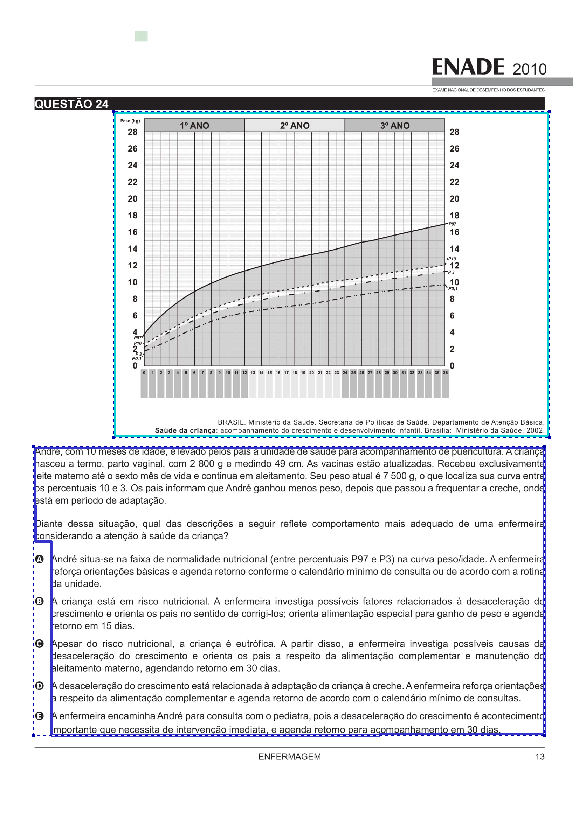 ENADE 2010
EXAME NACIONAL DE DESEMPENHO DOS ESTUDANTES
QUESTÃO 24
Peso (kg)
1º ANO 2º ANO 3º ANO
28 28
26 26
24 24
22 22
20 20
18 18
16 16
14 14
12 12
10 10
8 8
6 6
4 4
2 2
0 0
0 1 2 3 4 5 6 7 8 9 10 11 12 13 14 15 16 17 18 19 20 21 22 23 24 25 26 27 28 29 30 31 32 33 34 35 36
BRASIL. Ministério da Saúde. Secretaria de Políticas de Saúde. Departamento de Atenção Básica.
Saúde da criança: acompanhamento do crescimento e desenvolvimento infantil. Brasília: Ministério da Saúde, 2002.
André, com 10 meses de idade, é levado pelos pais à unidade de saúde para acompanhamento de puericultura. A criança
nasceu a termo, parto vaginal, com 2 800 g e medindo 49 cm. As vacinas estão atualizadas. Recebeu exclusivamente
leite materno até o sexto mês de vida e continua em aleitamento. Seu peso atual é 7 500 g, o que localiza sua curva entre
os percentuais 10 e 3. Os pais informam que André ganhou menos peso, depois que passou a frequentar a creche, onde
está em período de adaptação.
Diante dessa situação, qual das descrições a seguir reflete comportamento mais adequado de uma enfermeira
considerando a atenção à saúde da criança?
A André situa-se na faixa de normalidade nutricional (entre percentuais P97 e P3) na curva peso/idade. A enfermeira
reforça orientações básicas e agenda retorno conforme o calendário mínimo de consulta ou de acordo com a rotina
da unidade.
B A criança está em risco nutricional. A enfermeira investiga possíveis fatores relacionados à desaceleração do
crescimento e orienta os pais no sentido de corrigi-los; orienta alimentação especial para ganho de peso e agenda
retorno em 15 dias.
C Apesar do risco nutricional, a criança é eutrófica. A partir disso, a enfermeira investiga possíveis causas da
desaceleração do crescimento e orienta os pais a respeito da alimentação complementar e manutenção do
aleitamento materno, agendando retorno em 30 dias.
D A desaceleração do crescimento está relacionada à adaptação da criança à creche. A enfermeira reforça orientações
a respeito da alimentação complementar e agenda retorno de acordo com o calendário mínimo de consultas.
E A enfermeira encaminha André para consulta com o pediatra, pois a desaceleração do crescimento é acontecimento
importante que necessita de intervenção imediata, e agenda retorno para acompanhamento em 30 dias.
ENFERMAGEM 13